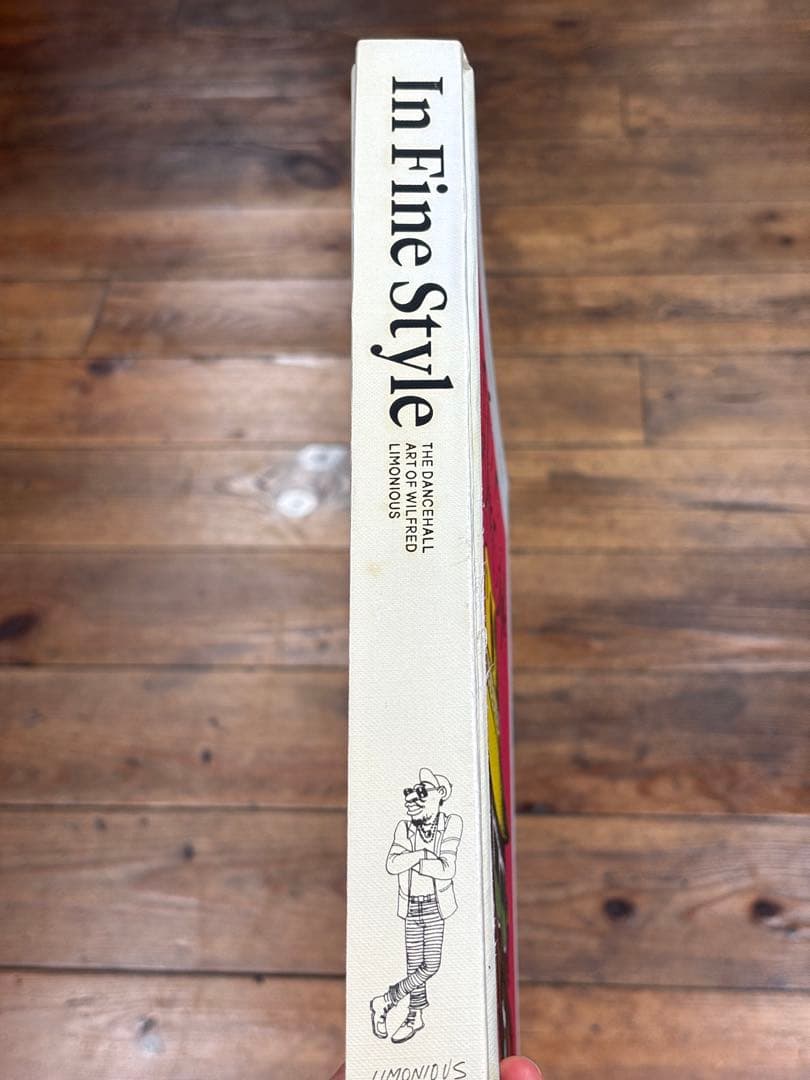 In Fine Style
THE DANCEHALL
ART OF WILFRED
LIMONIOUS
LIMONIOUS